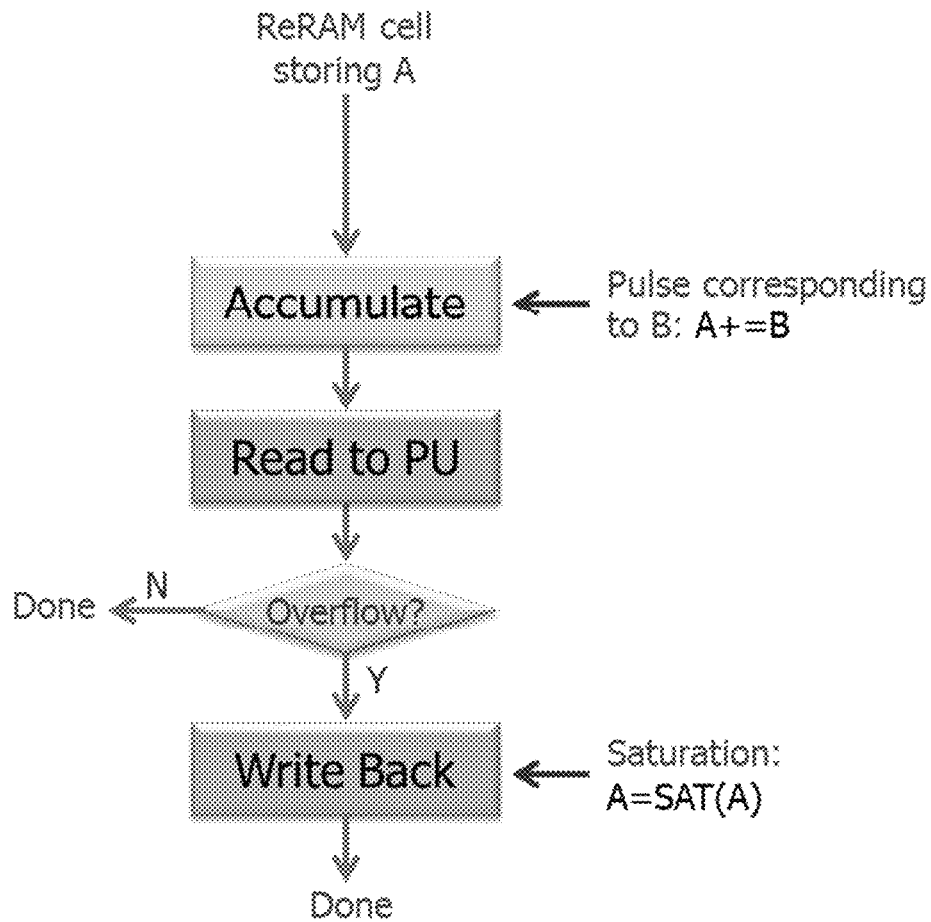 ReRAM cell
storing A
Accumulate
Pulse corresponding
to B: A+=B
Read to PU
Overflow?
N
Done
Y
Write Back
Saturation:
A=SAT(A)
Done